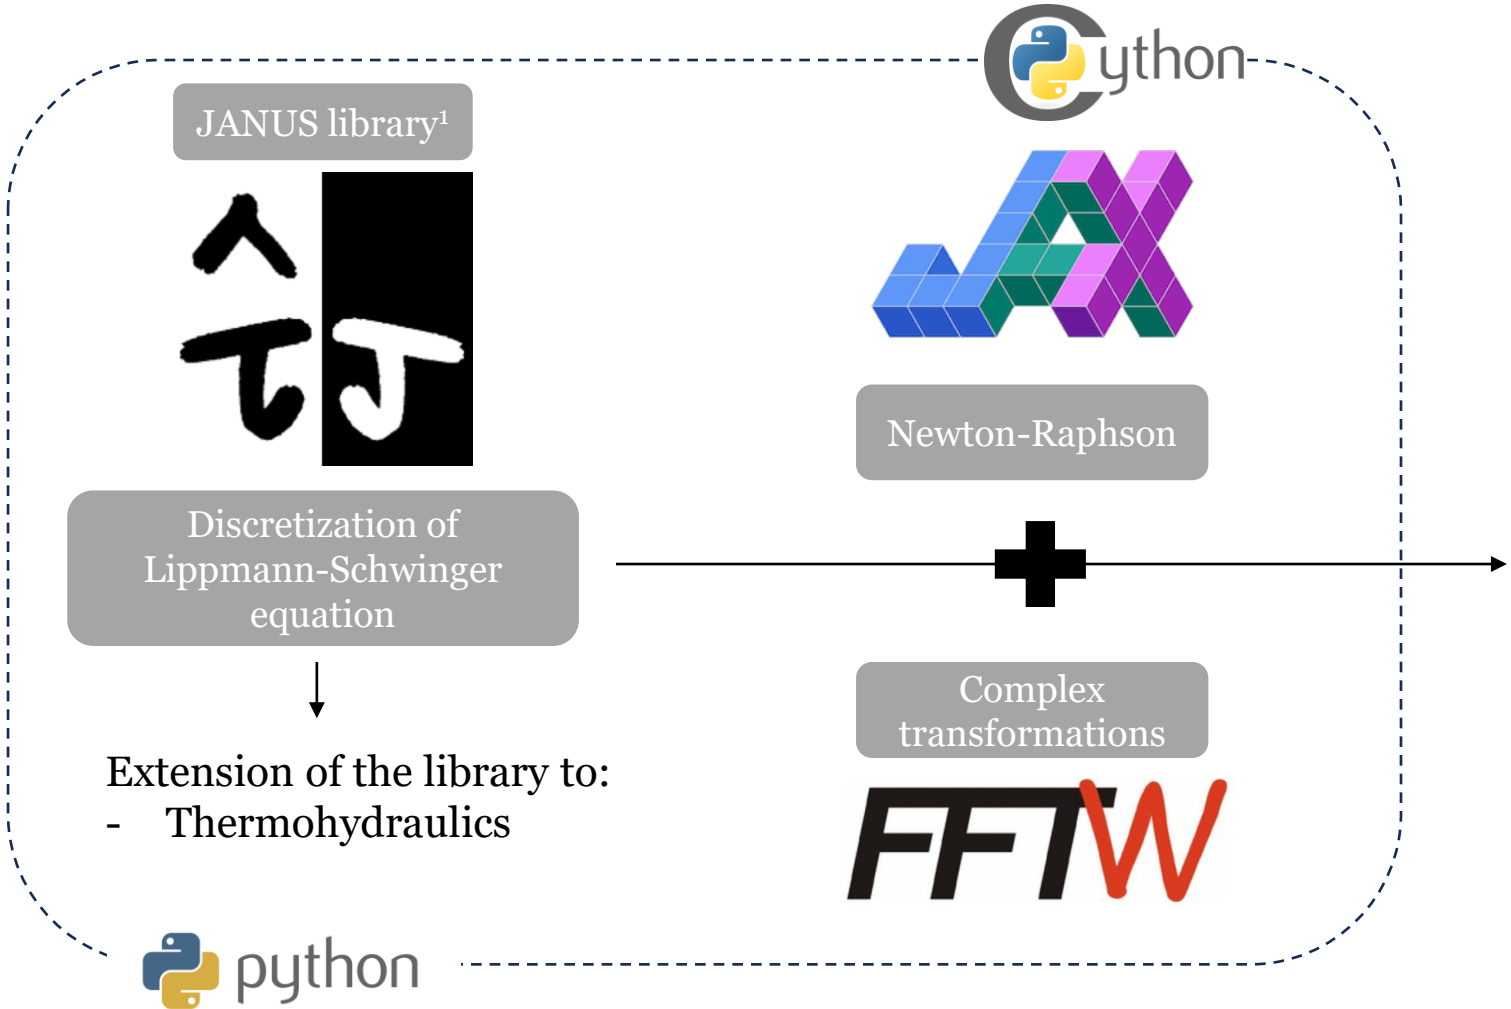 Cython
JANUS library¹
JAX
Newton-Raphson
Discretization of
Lippmann-Schwinger
equation
Complex
transformations
Extension of the library to:
- Thermohydraulics
FFTW
python